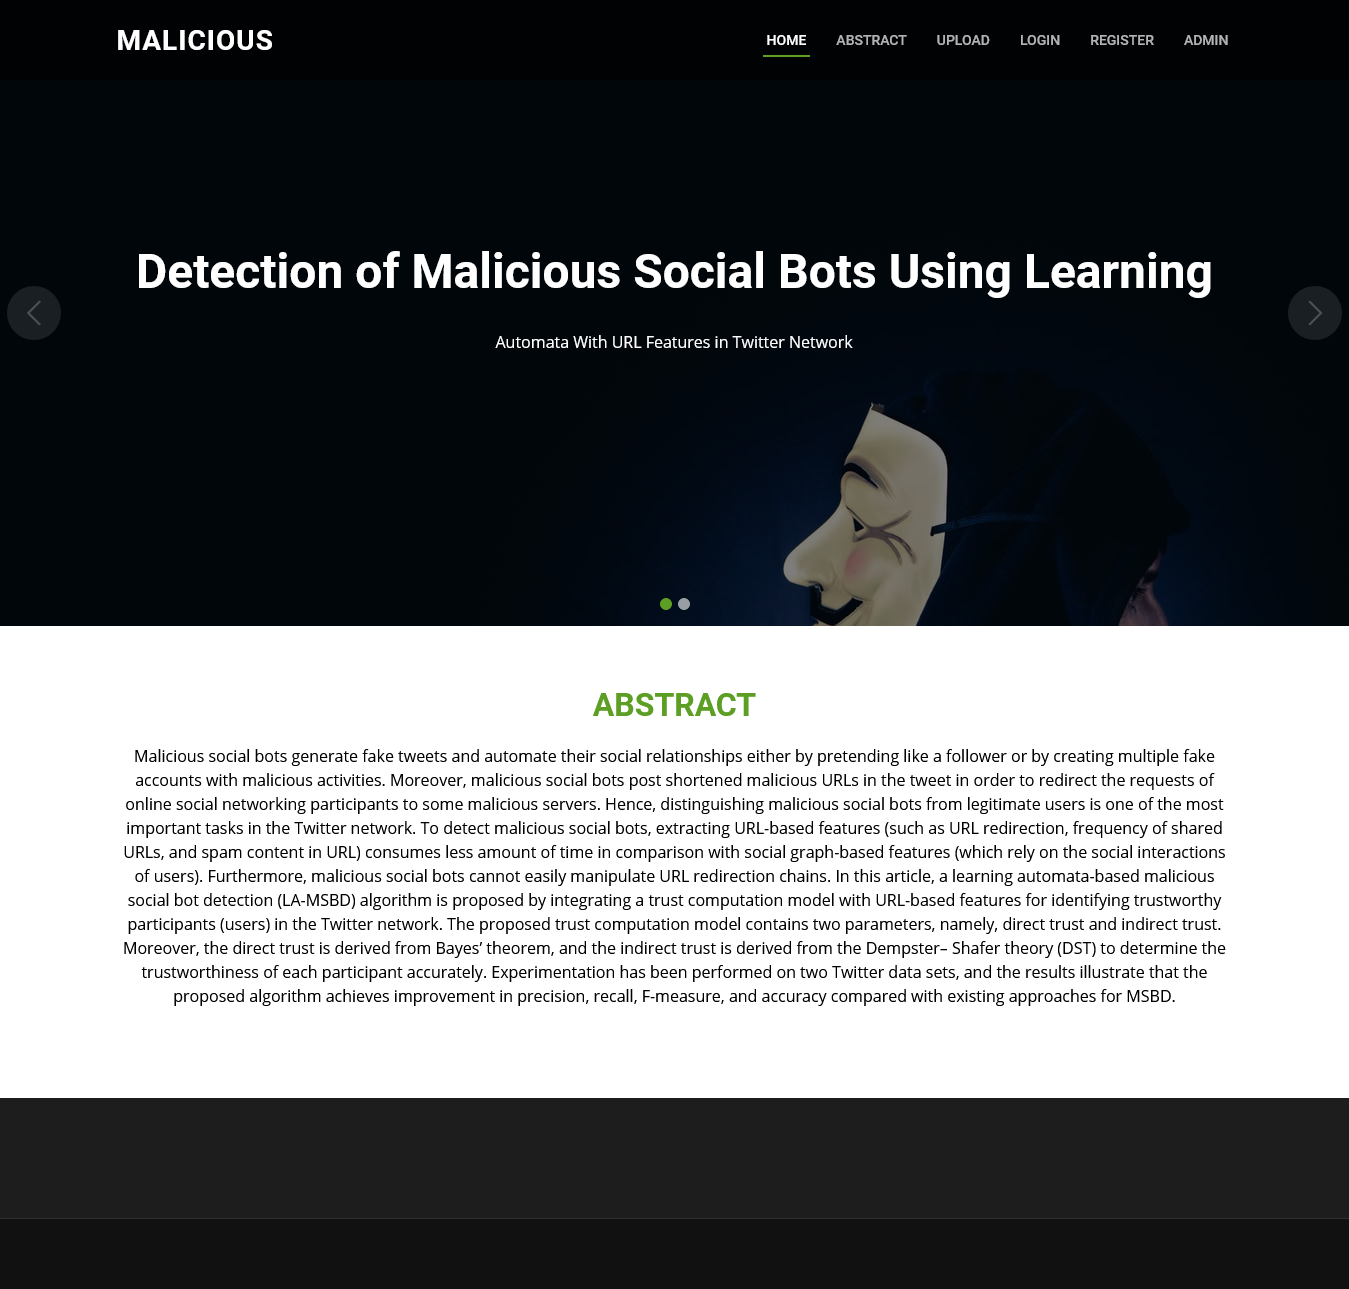 MALICIOUS
HOME ABSTRACT UPLOAD LOGIN REGISTER ADMIN
Detection of Malicious Social Bots Using Learning
Automata With URL Features in Twitter Network
ABSTRACT
Malicious social bots generate fake tweets and automate their social relationships either by pretending like a follower or by creating multiple fake
accounts with malicious activities. Moreover, malicious social bots post shortened malicious URLs in the tweet in order to redirect the requests of
online social networking participants to some malicious servers. Hence, distinguishing malicious social bots from legitimate users is one of the most
important tasks in the Twitter network. To detect malicious social bots, extracting URL-based features (such as URL redirection, frequency of shared
URLs, and spam content in URL) consumes less amount of time in comparison with social graph-based features (which rely on the social interactions
of users). Furthermore, malicious social bots cannot easily manipulate URL redirection chains. In this article, a learning automata-based malicious
social bot detection (LA-MSBD) algorithm is proposed by integrating a trust computation model with URL-based features for identifying trustworthy
participants (users) in the Twitter network. The proposed trust computation model contains two parameters, namely, direct trust and indirect trust.
Moreover, the direct trust is derived from Bayes’ theorem, and the indirect trust is derived from the Dempster– Shafer theory (DST) to determine the
trustworthiness of each participant accurately. Experimentation has been performed on two Twitter data sets, and the results illustrate that the
proposed algorithm achieves improvement in precision, recall, F-measure, and accuracy compared with existing approaches for MSBD.